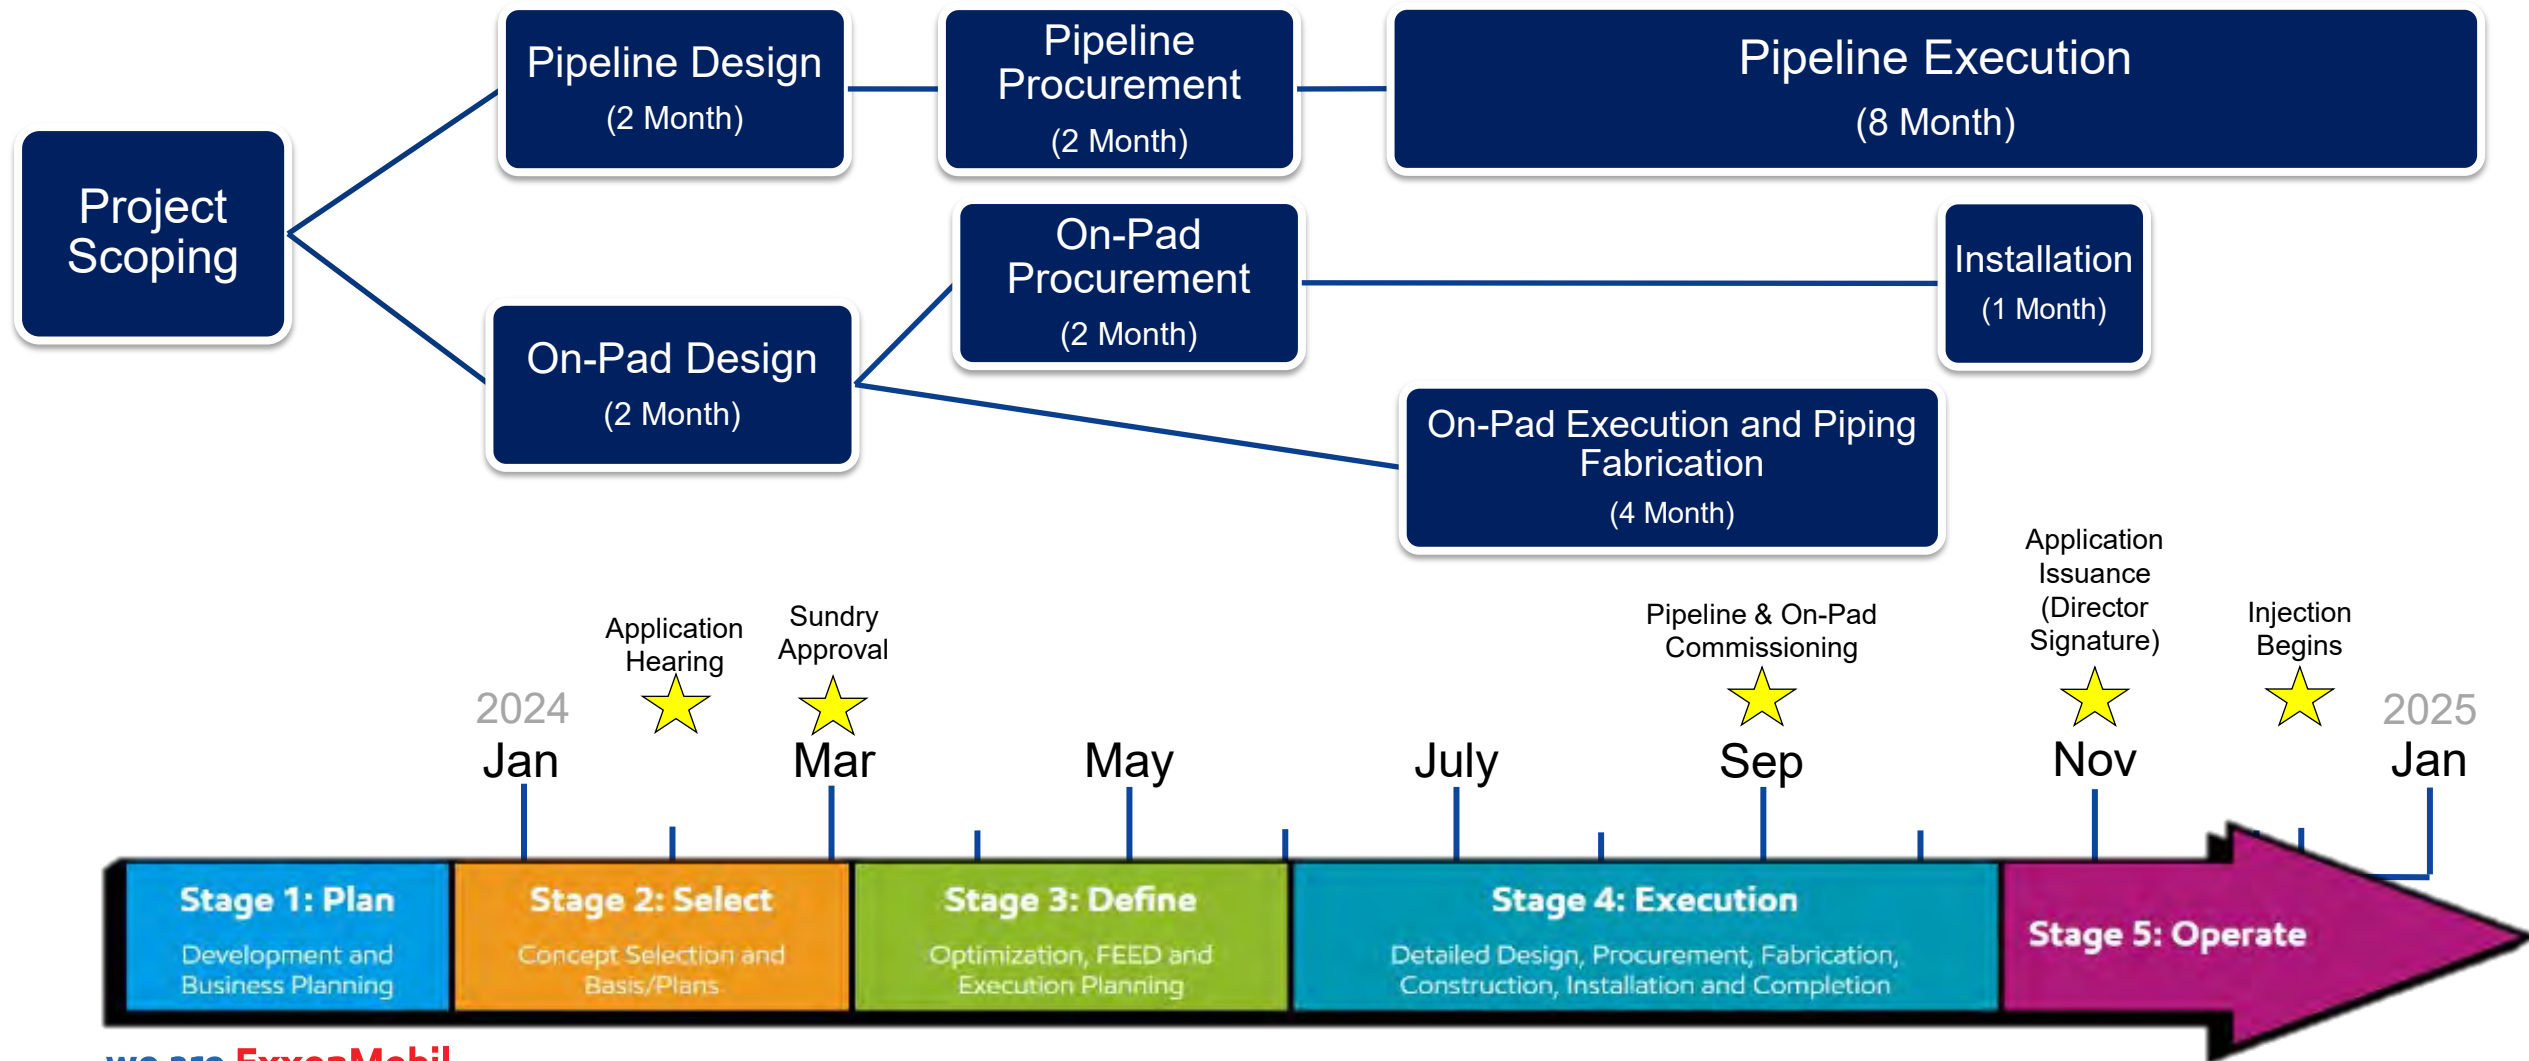 Pipeline Design
(2 Month)
Pipeline
Procurement
(2 Month)
Pipeline Execution
(8 Month)
Project
Scoping
On-Pad
Procurement
(2 Month)
Installation
(1 Month)
On-Pad Design
(2 Month)
On-Pad Execution and Piping
Fabrication
(4 Month)
Application
Hearing
Sundry
Approval
Pipeline & On-Pad
Commissioning
Application
Issuance
(Director
Signature)
Injection
Begins
2024
2025
Jan
Mar
May
July
Sep
Nov
Jan
Stage 1: Plan
Development and
Business Planning
Stage 2: Select
Concept Selection and
Basis/Plans
Stage 3: Define
Optimization, FEED and
Execution Planning
Stage 4: Execution
Detailed Design, Procurement, Fabrication,
Construction, Installation and Completion
Stage 5: Operate
we are ExxonMobil